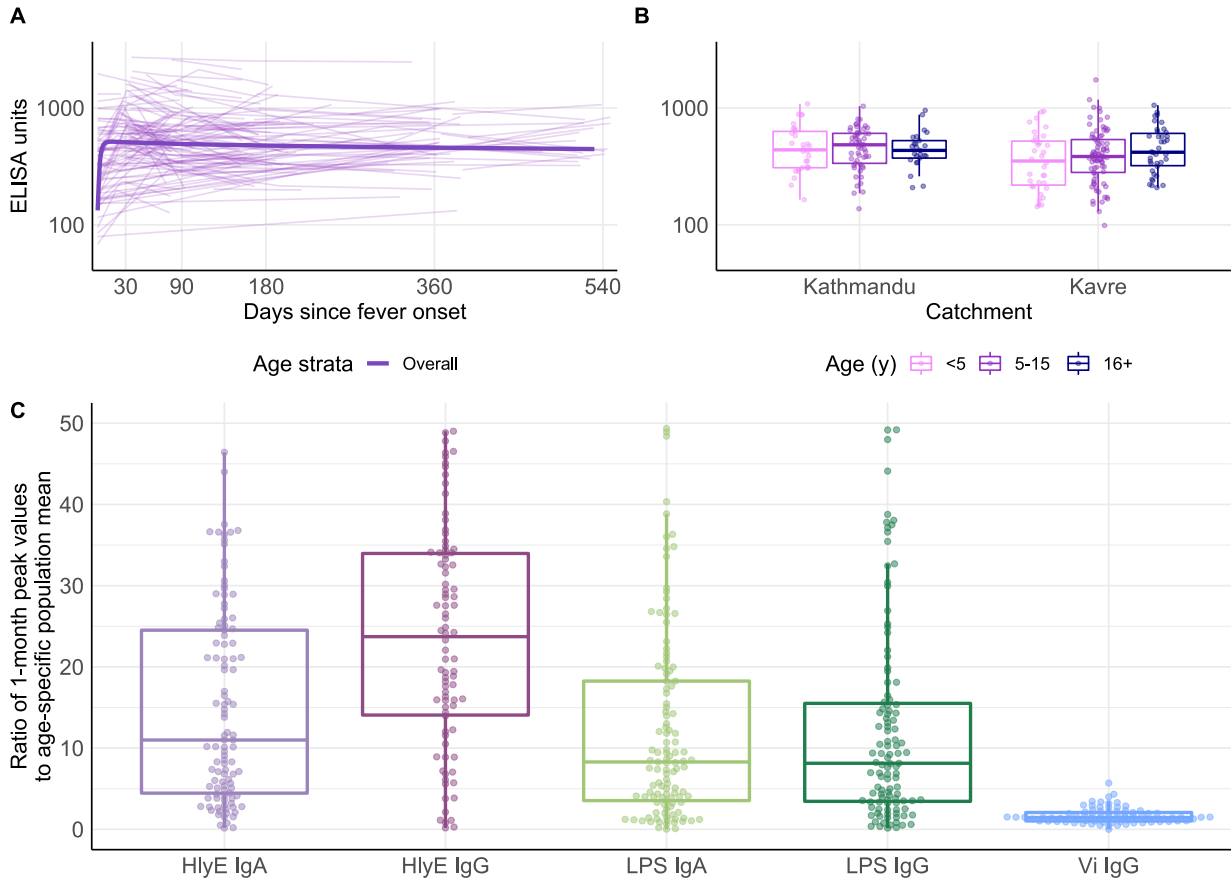 A
B
ELISA units
1000
100
30 90 180 360 540
Days since fever onset
Age strata Overall
1000
100
Kathmandu Kavre
Catchment
Age (y) <5 5-15 16+
C
Ratio of 1-month peak values
to age-specific population mean
50
40
30
20
10
0
HlyE IgA HlyE IgG LPS IgA LPS IgG Vi IgG